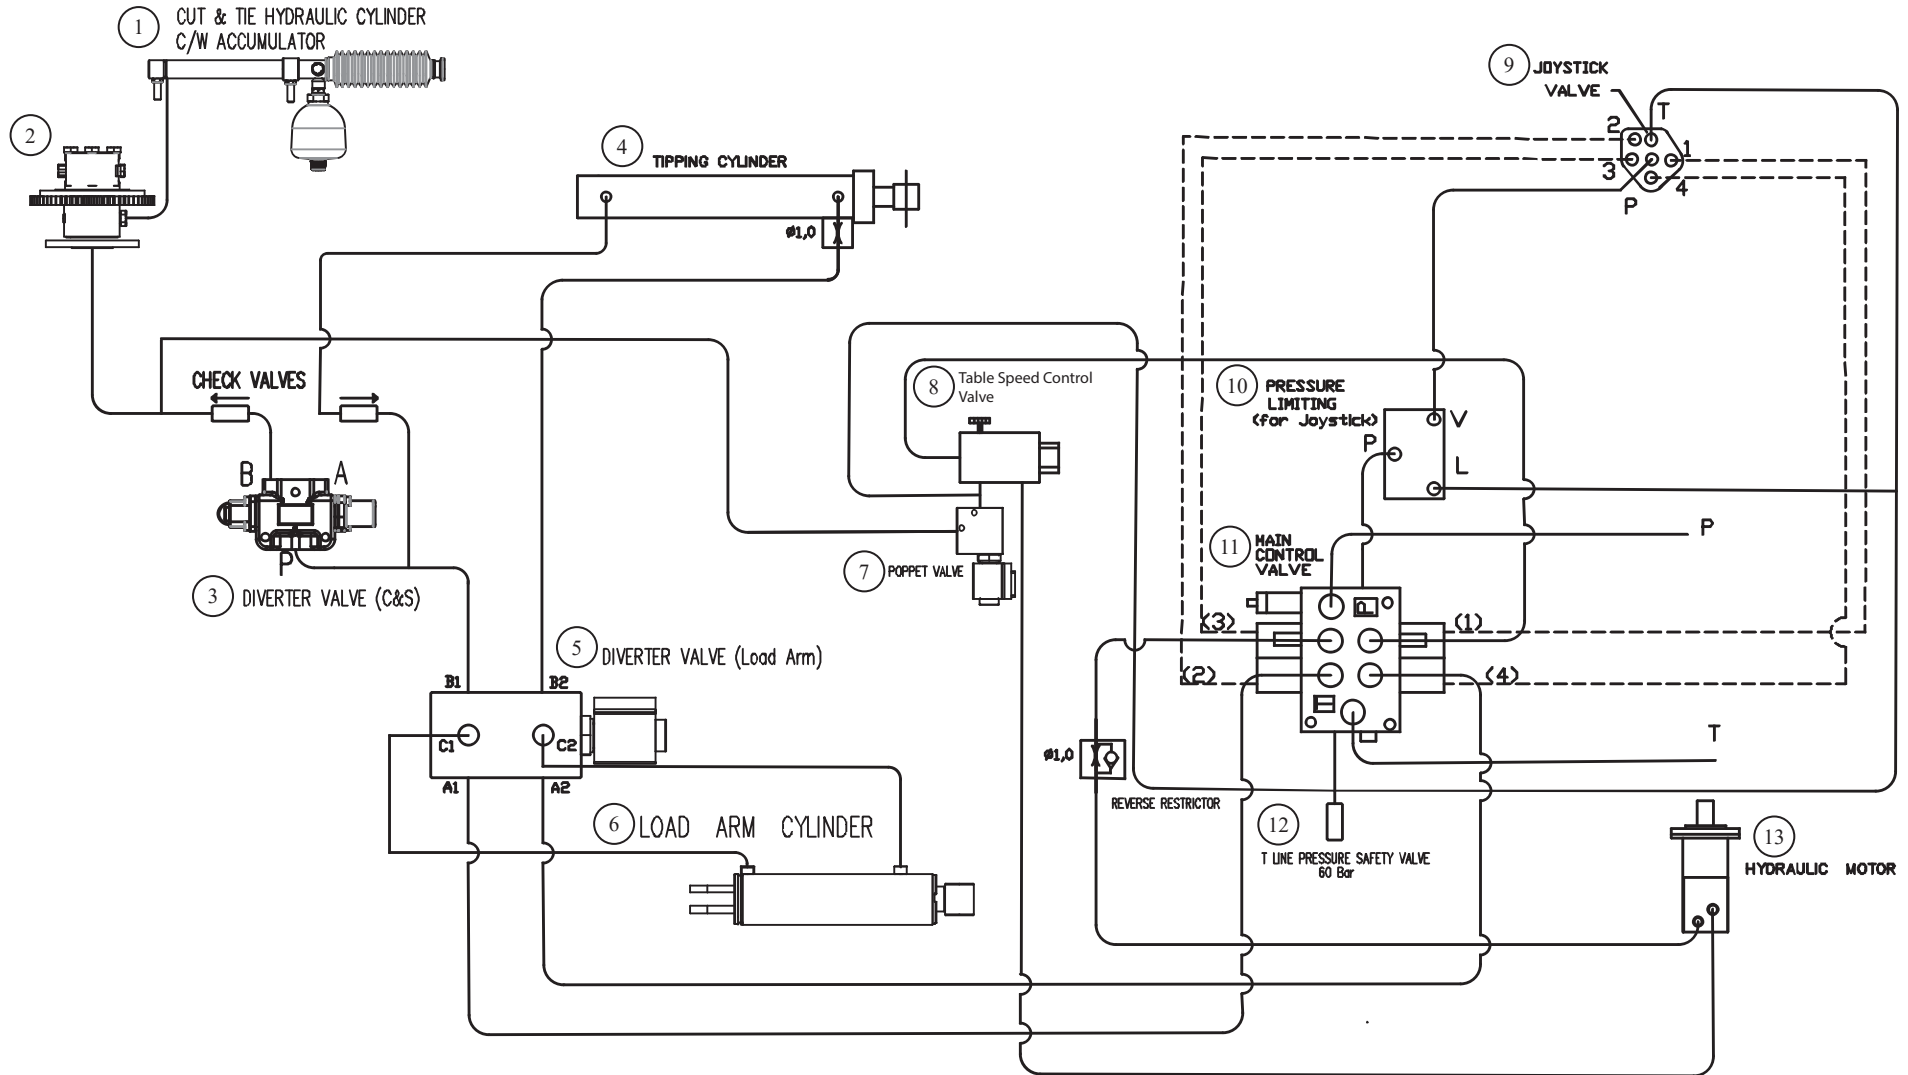 1
CUT & TIE HYDRAULIC CYLINDER
C/W ACCUMULATOR
2
4
TIPPING CYLINDER
ø1,0
9
JOYSTICK
VALVE
2
T
1
3
4
P
CHECK VALVES
B
A
P
3
DIVERTER VALVE (C&S)
8
Table Speed Control
Valve
7
POPPET VALVE
10
PRESSURE
LIMITING
(for Joystick)
V
P
L
11
MAIN
CONTROL
VALVE
P
P
(3)
(1)
(2)
(4)
T
T
5
DIVERTER VALVE (Load Arm)
B1
B2
C1
C2
A1
A2
6
LOAD ARM CYLINDER
ø1,0
REVERSE RESTRICTOR
12
T LINE PRESSURE SAFETY VALVE
60 Bar
13
HYDRAULIC MOTOR